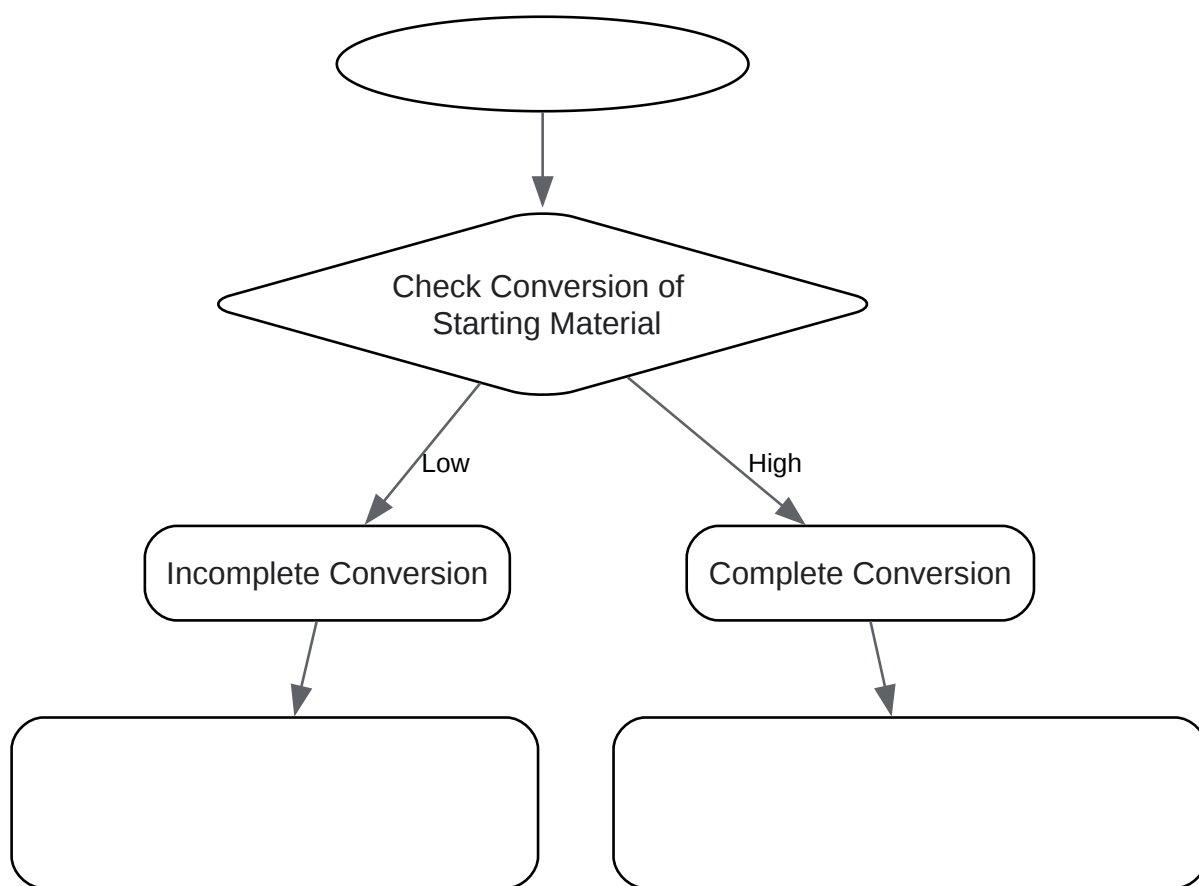 Check Conversion of
Starting Material
Low
High
Incomplete Conversion
Complete Conversion